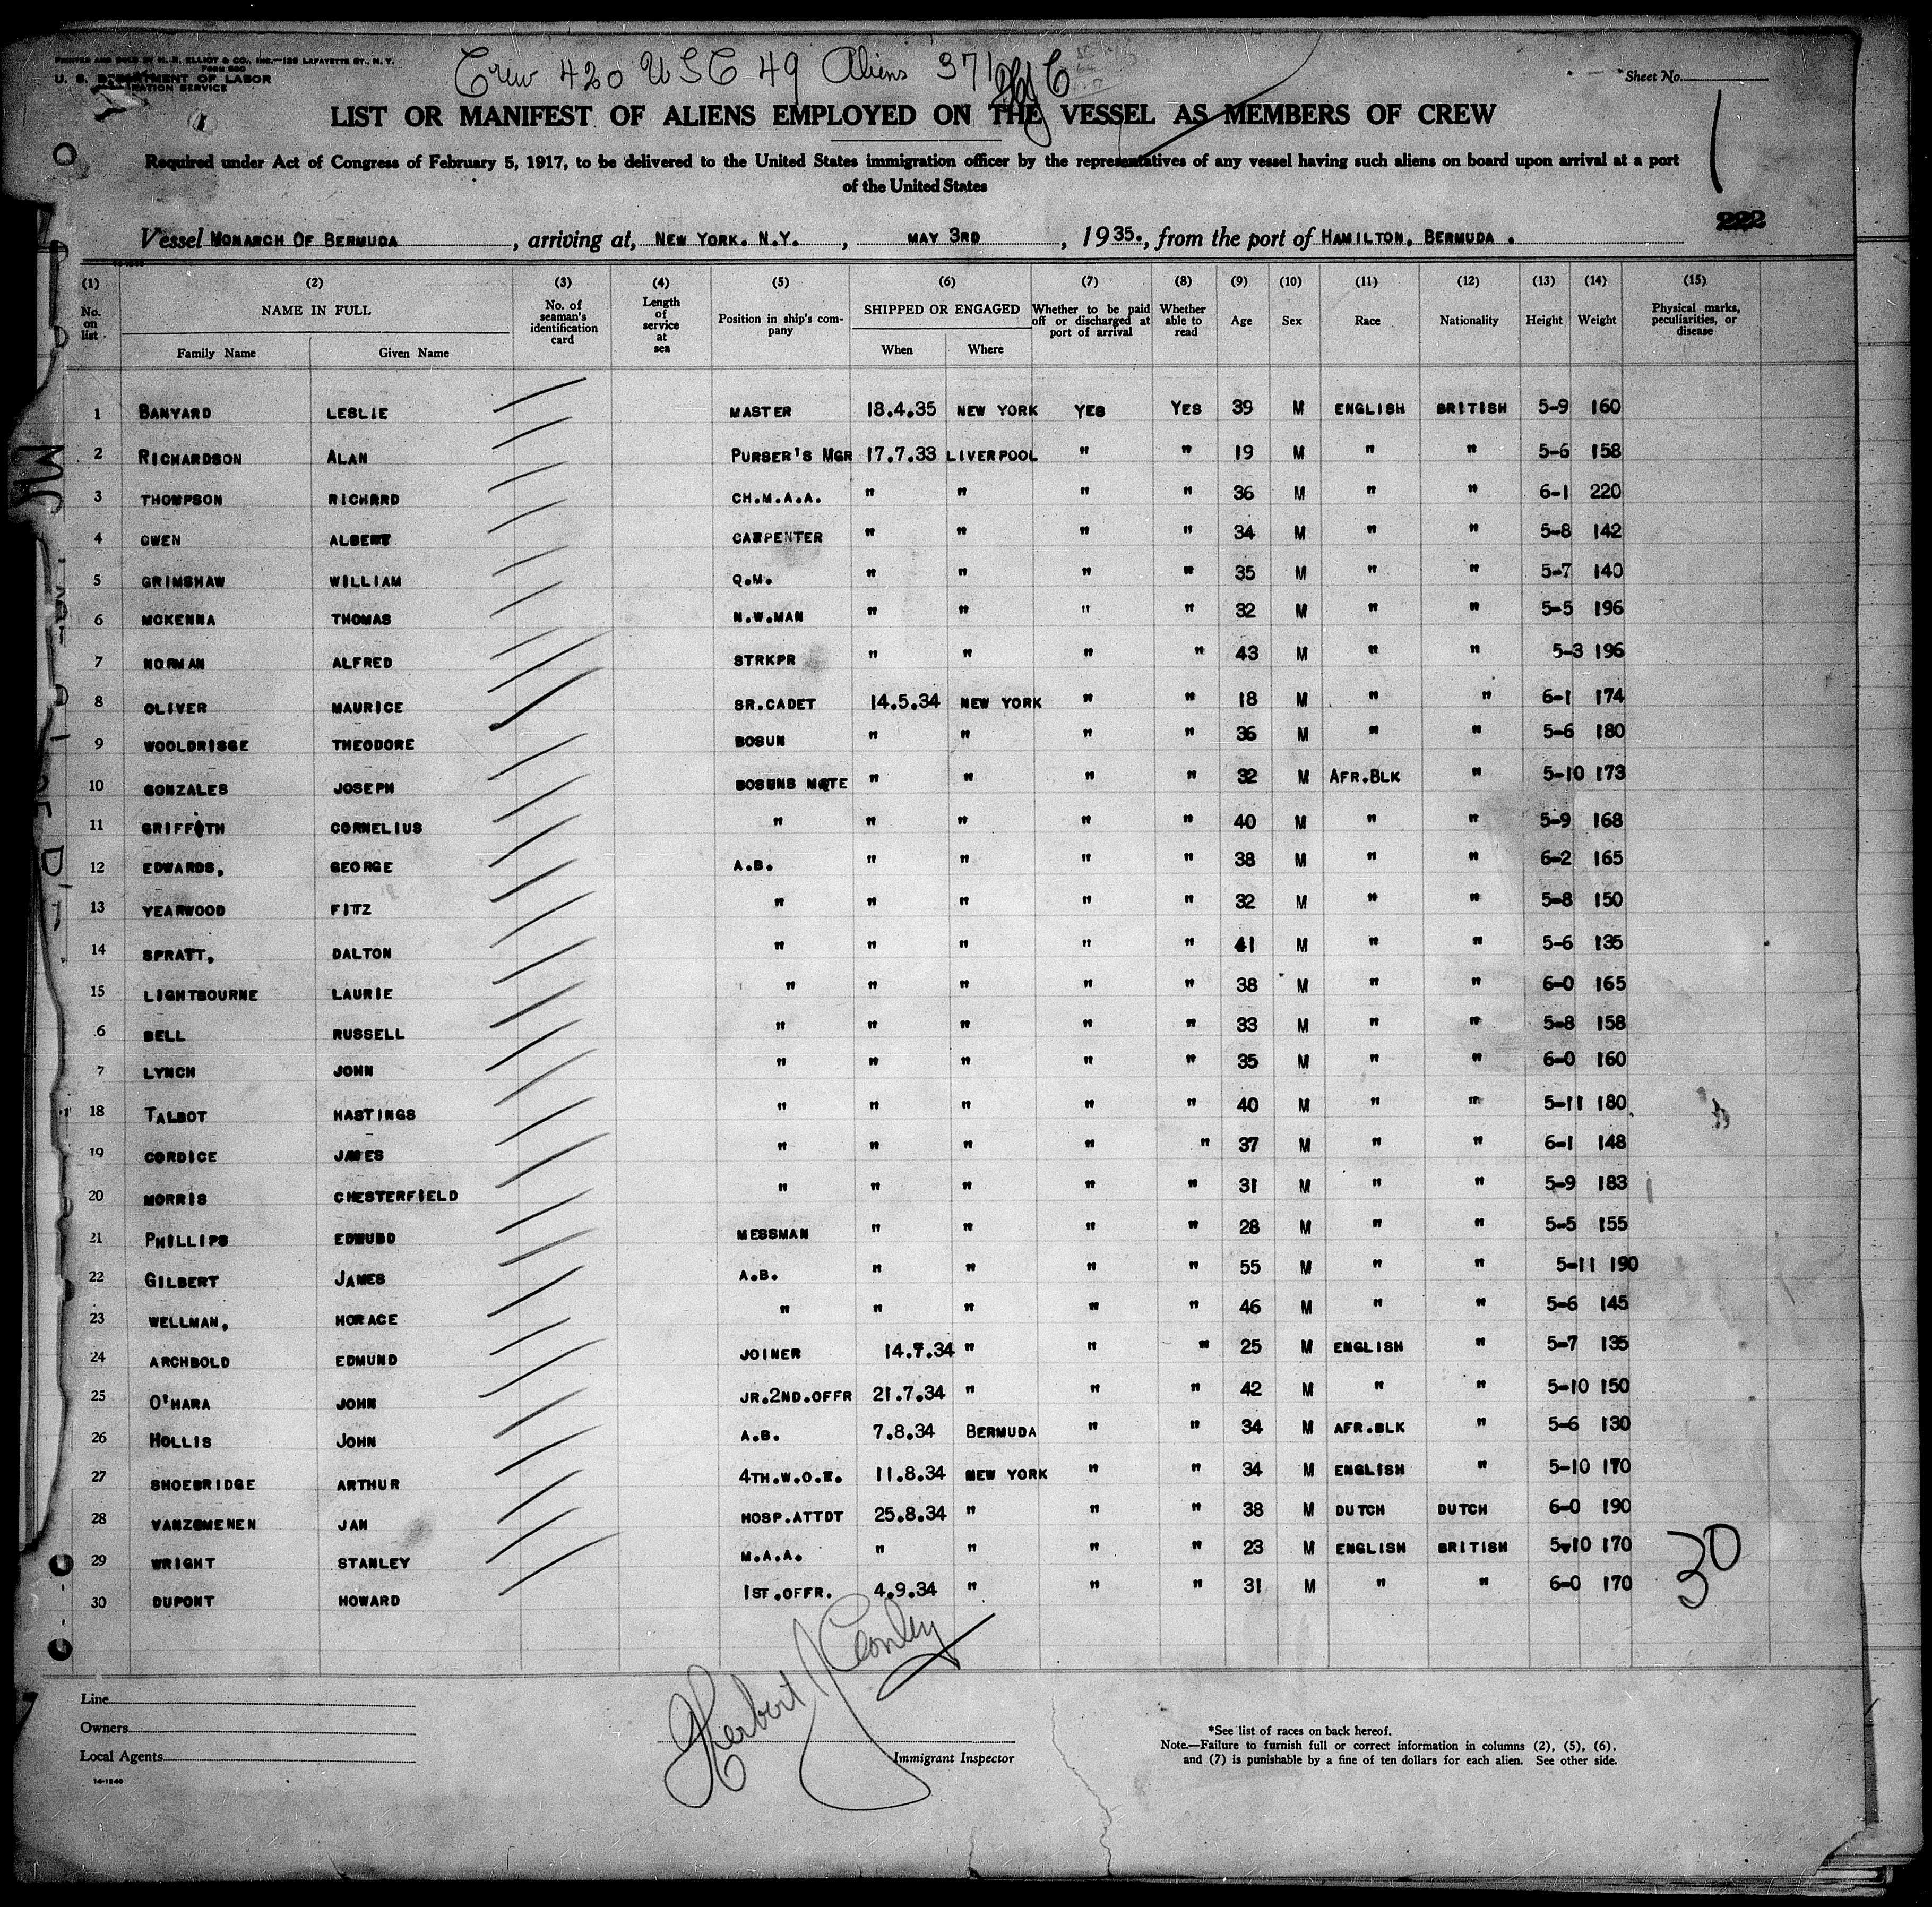 PRINTED AND SOLD BY M. R. ELLIOT & CO., INC.—129 LAFAYETTE ST., N. Y.
FORM 680
U. S. DEPARTMENT OF LABOR
Crew 420 USC 49 Aliens 371
Sheet No.
1
LIST OR MANIFEST OF ALIENS EMPLOYED ON THE VESSEL AS MEMBERS OF CREW
Required under Act of Congress of February 5, 1917, to be delivered to the United States immigration officer by the representatives of any vessel having such aliens on board upon arrival at a port
of the United States
222
Vessel MONARCH OF BERMUDA, arriving at, NEW YORK. N.Y., MAY 3RD, 1935., from the port of HAMILTON, BERMUDA.
(1) (2) (3) (4) (5) (6) (7) (8) (9) (10) (11) (12) (13) (14) (15)
No. on list NAME IN FULL Family Name Given Name No. of seaman's identification card Length of service at sea Position in ship's company SHIPPED OR ENGAGED When Where Whether to be paid off or discharged at port of arrival Whether able to read Age Sex Race Nationality Height Weight Physical marks, peculiarities, or disease
1 BANYARD LESLIE MASTER 18.4.35 NEW YORK YES YES 39 M ENGLISH BRITISH 5-9 160
2 RICHARDSON ALAN PURSER'S MGR 17.7.33 LIVERPOOL " " 19 M " " 5-6 158
3 THOMPSON RICHARD CH.M.A.A. " " " " 36 M " " 6-1 220
4 OWEN ALBERT CARPENTER " " " " 34 M " " 5-8 142
5 GRIMSHAW WILLIAM Q.M. " " " " 35 M " " 5-7 140
6 MCKENNA THOMAS N.W.MAN " " " " 32 M " " 5-5 196
7 NORMAN ALFRED STRKPR " " " " 43 M " " 5-3 196
8 OLIVER MAURICE SR.CADET 14.5.34 NEW YORK " " 18 M " " 6-1 174
9 WOOLDRISGE THEODORE BOSUN " " " " 36 M " " 5-6 180
10 GONZALES JOSEPH BOSUNS MATE " " " " 32 M AFR.BLK " 5-10 173
11 GRIFFITH CORNELIUS " " " " " 40 M " " 5-9 168
12 EDWARDS, GEORGE A.B. " " " " 38 M " " 6-2 165
13 YEARWOOD FITZ " " " " " 32 M " " 5-8 150
14 SPRATT, DALTON " " " " " 41 M " " 5-6 135
15 LIGHTBOURNE LAURIE " " " " " 38 M " " 6-0 165
6 BELL RUSSELL " " " " " 33 M " " 5-8 158
7 LYNCH JOHN " " " " " 35 M " " 6-0 160
18 TALBOT HASTINGS " " " " " 40 M " " 5-11 180
19 CORDICE JAMES " " " " " 37 M " " 6-1 148
20 MORRIS CHESTERFIELD " " " " " 31 M " " 5-9 183
21 PHILLIPS EDMUND MESSMAN " " " " 28 M " " 5-5 155
22 GILBERT JAMES A.B. " " " " 55 M " " 5-11 190
23 WELLMAN, HORACE " " " " " 46 M " " 5-6 145
24 ARCHBOLD EDMUND JOINER 14.7.34 " " " 25 M ENGLISH " 5-7 135
25 O'HARA JOHN JR.2ND.OFFR 21.7.34 " " " 42 M " " 5-10 150
26 HOLLIS JOHN A.B. 7.8.34 BERMUDA " " 34 M AFR.BLK " 5-6 130
27 SHOEBRIDGE ARTHUR 4TH.W.O.T. 11.8.34 NEW YORK " " 34 M ENGLISH " 5-10 170
28 VANZOMENEN JAN HOSP.ATTDT 25.8.34 " " " 38 M DUTCH DUTCH 6-0 190
29 WRIGHT STANLEY M.A.A. " " " " 23 M ENGLISH BRITISH 5-10 170
30 DUPONT HOWARD 1ST.OFFR. 4.9.34 " " " 31 M " " 6-0 170
30
Herbert J Conley
Line
Owners
Local Agents
14-1240
Immigrant Inspector
*See list of races on back hereof.
Note.—Failure to furnish full or correct information in columns (2), (5), (6),
and (7) is punishable by a fine of ten dollars for each alien. See other side.